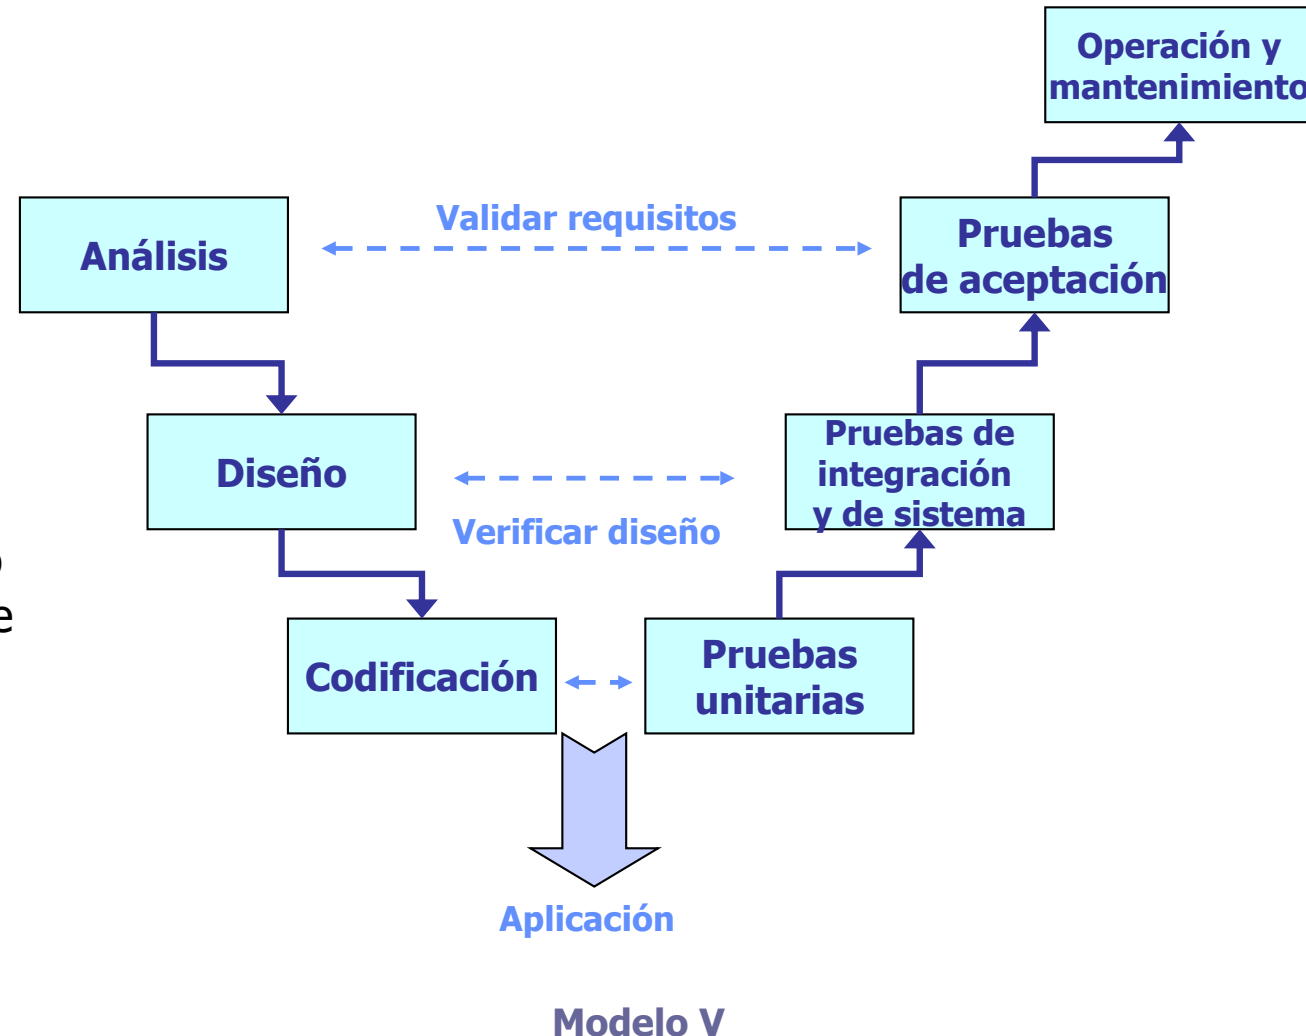 Operación y
mantenimiento
Validar requisitos
Análisis
Pruebas
de aceptación
Diseño
Verificar diseño
Pruebas de
integración
y de sistema
o
e
Codificación
Pruebas
unitarias
Aplicación
Modelo V